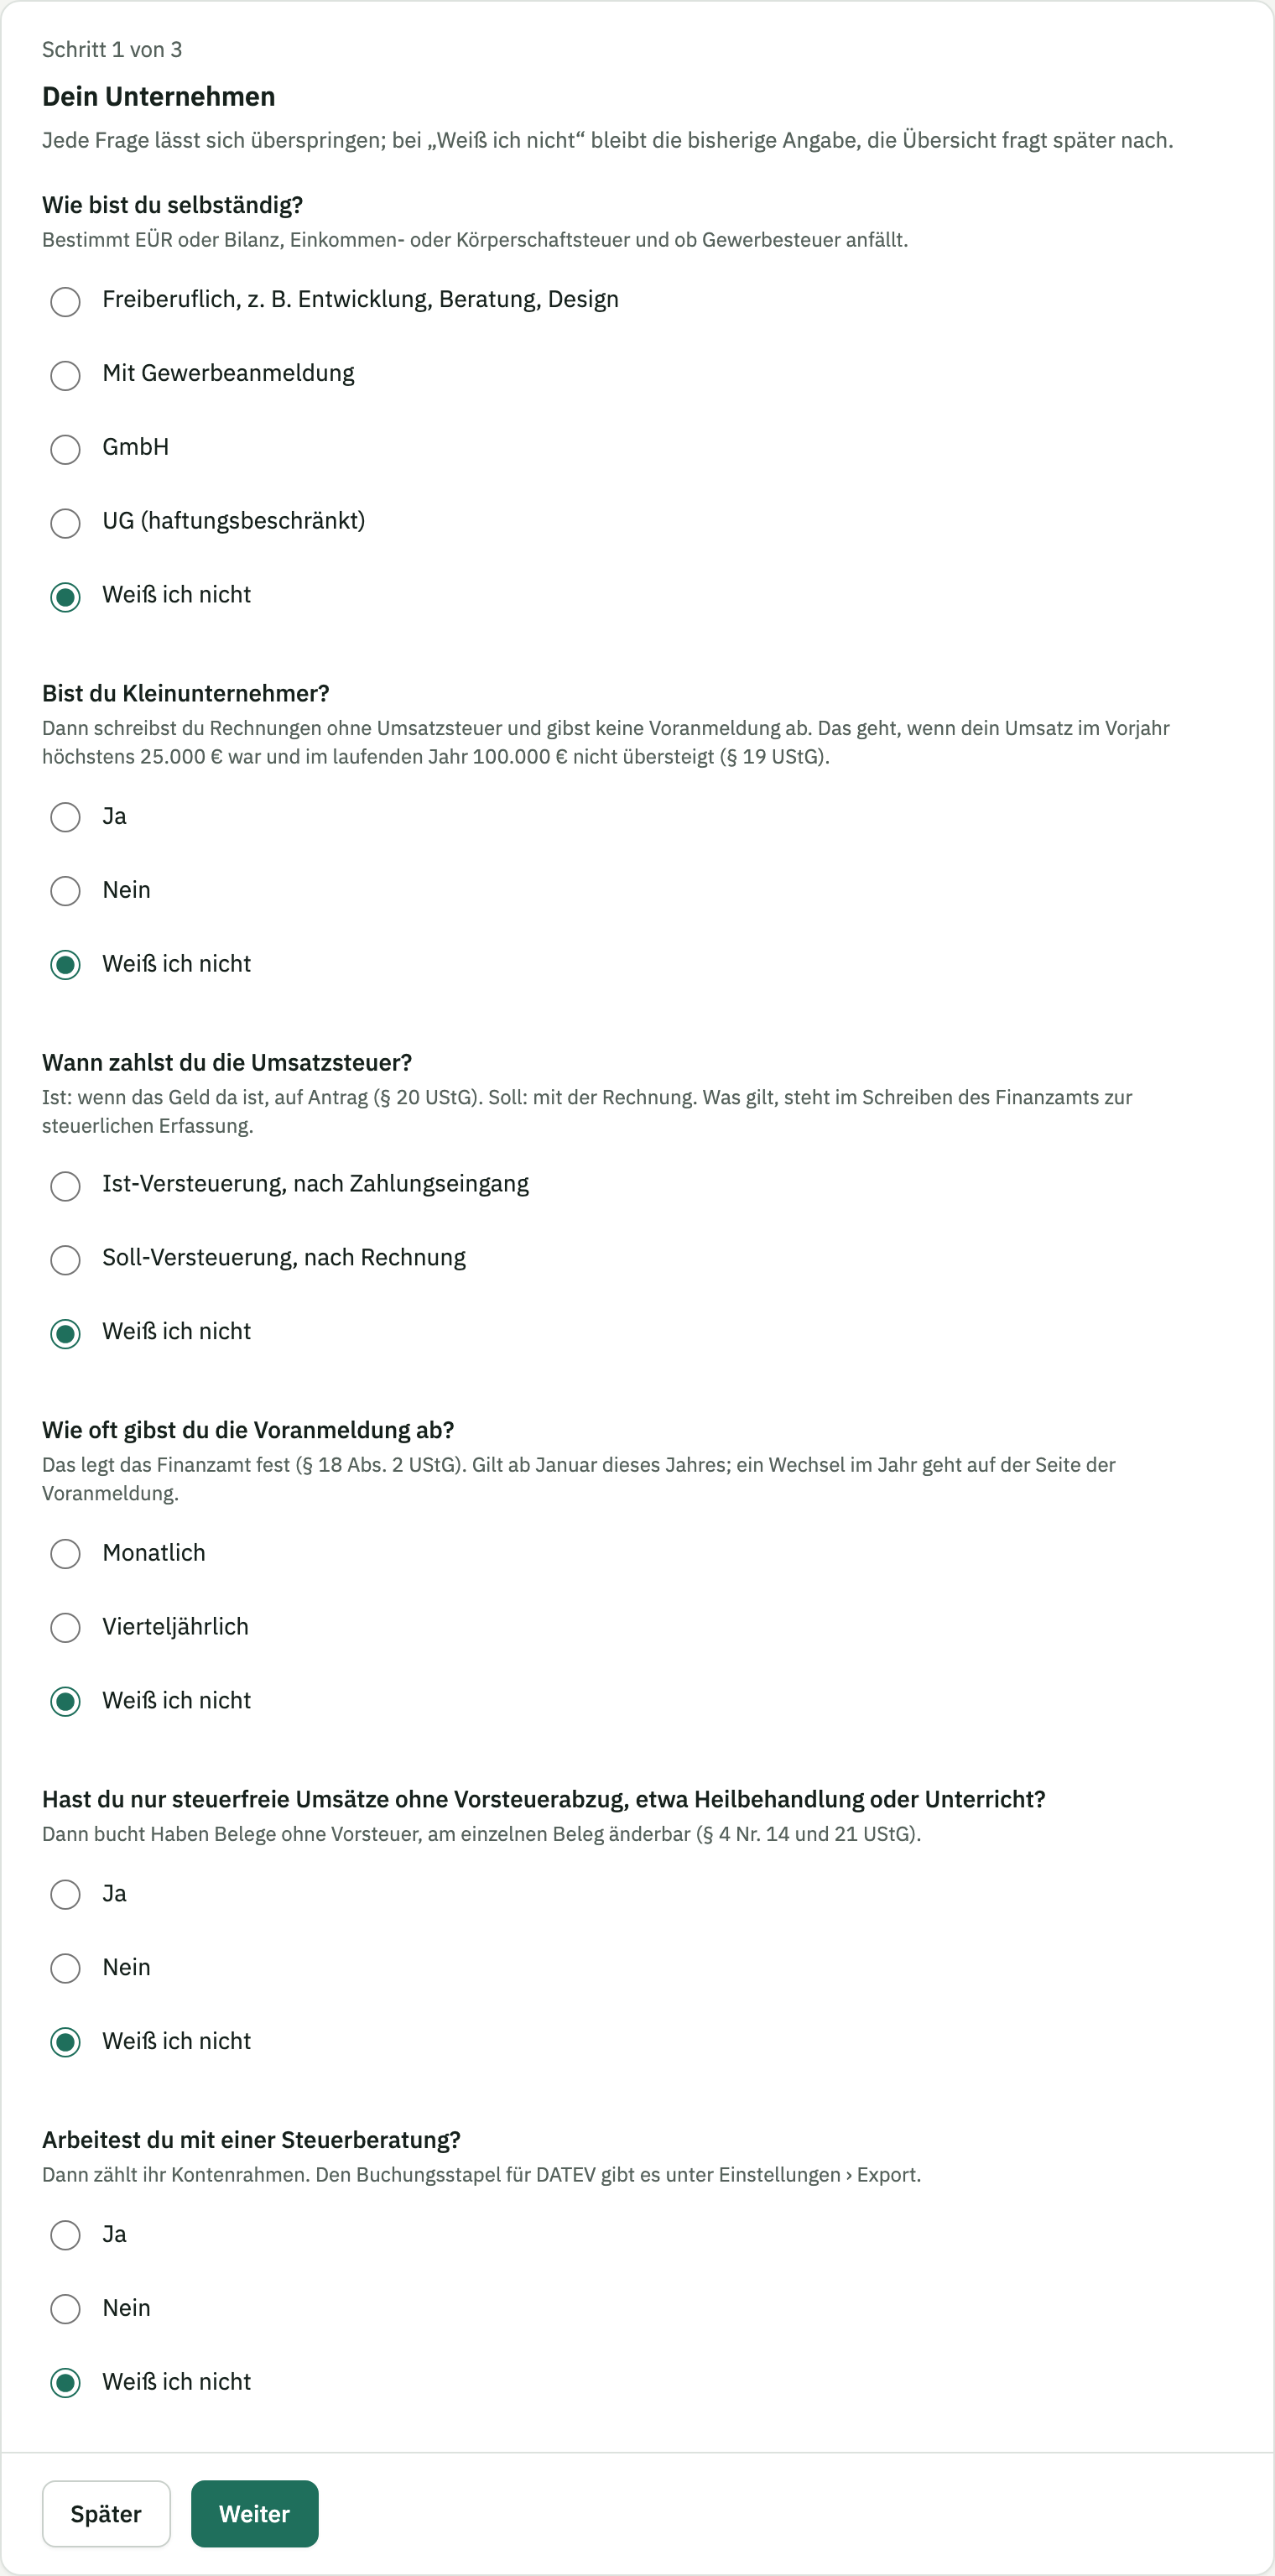 Schritt 1 von 3
Dein Unternehmen
Jede Frage lässt sich überspringen; bei „Weiß ich nicht“ bleibt die bisherige Angabe, die Übersicht fragt später nach.
Wie bist du selbständig?
Bestimmt EÜR oder Bilanz, Einkommen- oder Körperschaftsteuer und ob Gewerbesteuer anfällt.
Freiberuflich, z. B. Entwicklung, Beratung, Design
Mit Gewerbeanmeldung
GmbH
UG (haftungsbeschränkt)
Weiß ich nicht
Bist du Kleinunternehmer?
Dann schreibst du Rechnungen ohne Umsatzsteuer und gibst keine Voranmeldung ab. Das geht, wenn dein Umsatz im Vorjahr
höchstens 25.000 € war und im laufenden Jahr 100.000 € nicht übersteigt (§ 19 UStG).
Ja
Nein
Weiß ich nicht
Wann zahlst du die Umsatzsteuer?
Ist: wenn das Geld da ist, auf Antrag (§ 20 UStG). Soll: mit der Rechnung. Was gilt, steht im Schreiben des Finanzamts zur
steuerlichen Erfassung.
Ist-Versteuerung, nach Zahlungseingang
Soll-Versteuerung, nach Rechnung
Weiß ich nicht
Wie oft gibst du die Voranmeldung ab?
Das legt das Finanzamt fest (§ 18 Abs. 2 UStG). Gilt ab Januar dieses Jahres; ein Wechsel im Jahr geht auf der Seite der
Voranmeldung.
Monatlich
Vierteljährlich
Weiß ich nicht
Hast du nur steuerfreie Umsätze ohne Vorsteuerabzug, etwa Heilbehandlung oder Unterricht?
Dann bucht Haben Belege ohne Vorsteuer, am einzelnen Beleg änderbar (§ 4 Nr. 14 und 21 UStG).
Ja
Nein
Weiß ich nicht
Arbeitest du mit einer Steuerberatung?
Dann zählt ihr Kontenrahmen. Den Buchungsstapel für DATEV gibt es unter Einstellungen › Export.
Ja
Nein
Weiß ich nicht
Später
Weiter